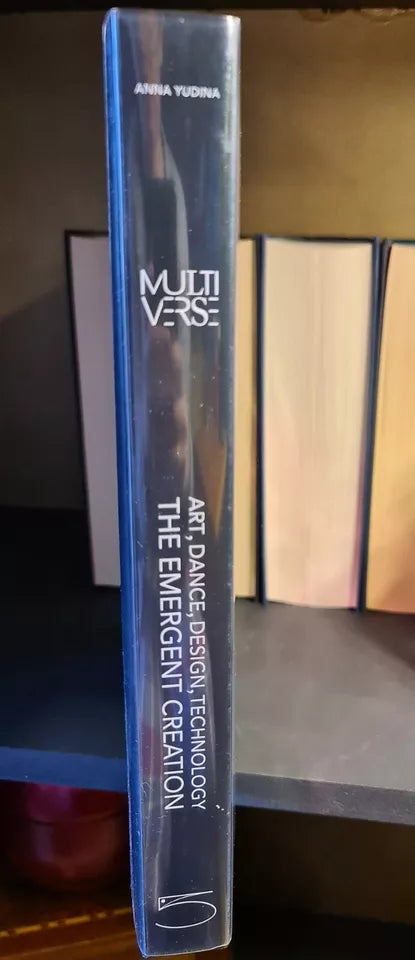 ANNA YUDINA
MULTI
VERSE
ART, DANCE, DESIGN, TECHNOLOGY
THE EMERGENT CREATION